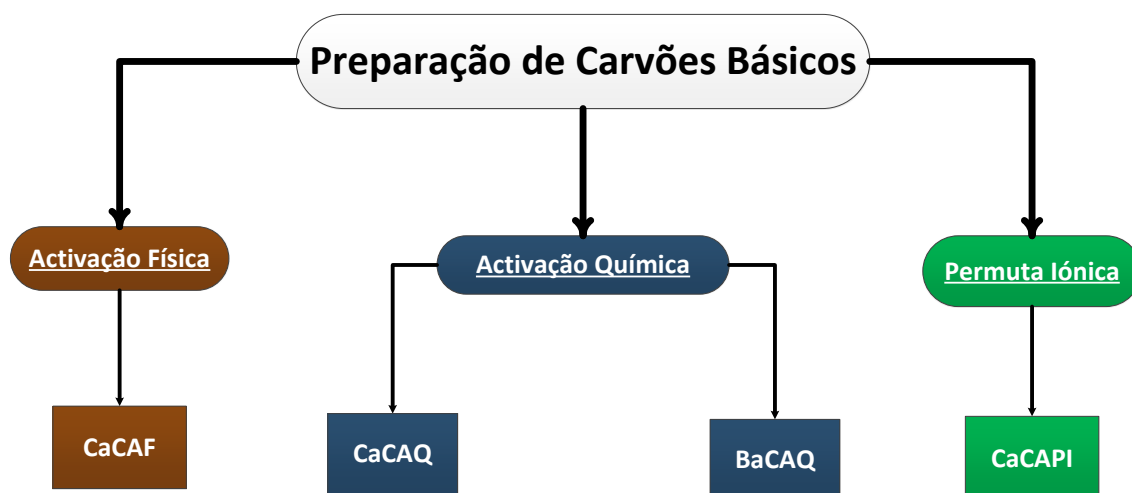 Preparação de Carvões Básicos
Activação Física
Activação Química
Permuta Iónica
CaCAF
CaCAQ
BaCAQ
CaCAPI